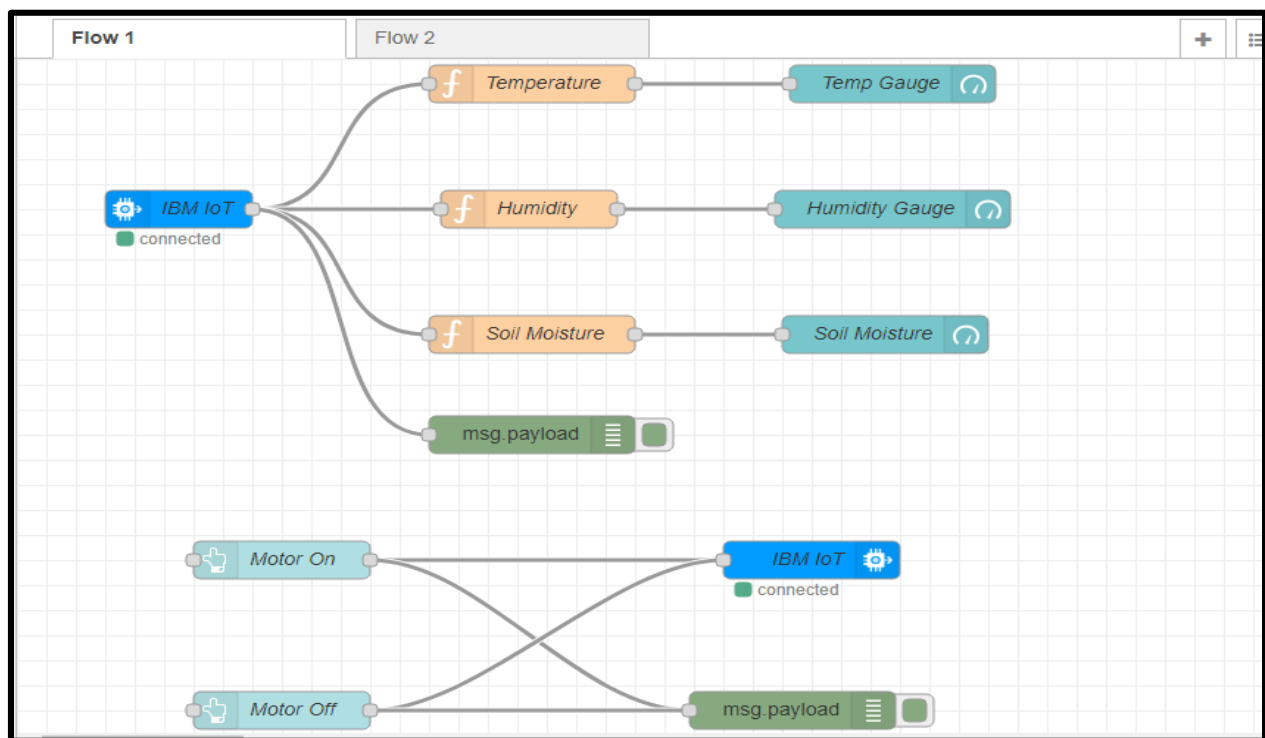 Flow 1
Flow 2
Temperature
Temp Gauge
IBM IoT
connected
Humidity
Humidity Gauge
Soil Moisture
Soil Moisture
msg.payload
Motor On
IBM IoT
connected
Motor Off
msg.payload